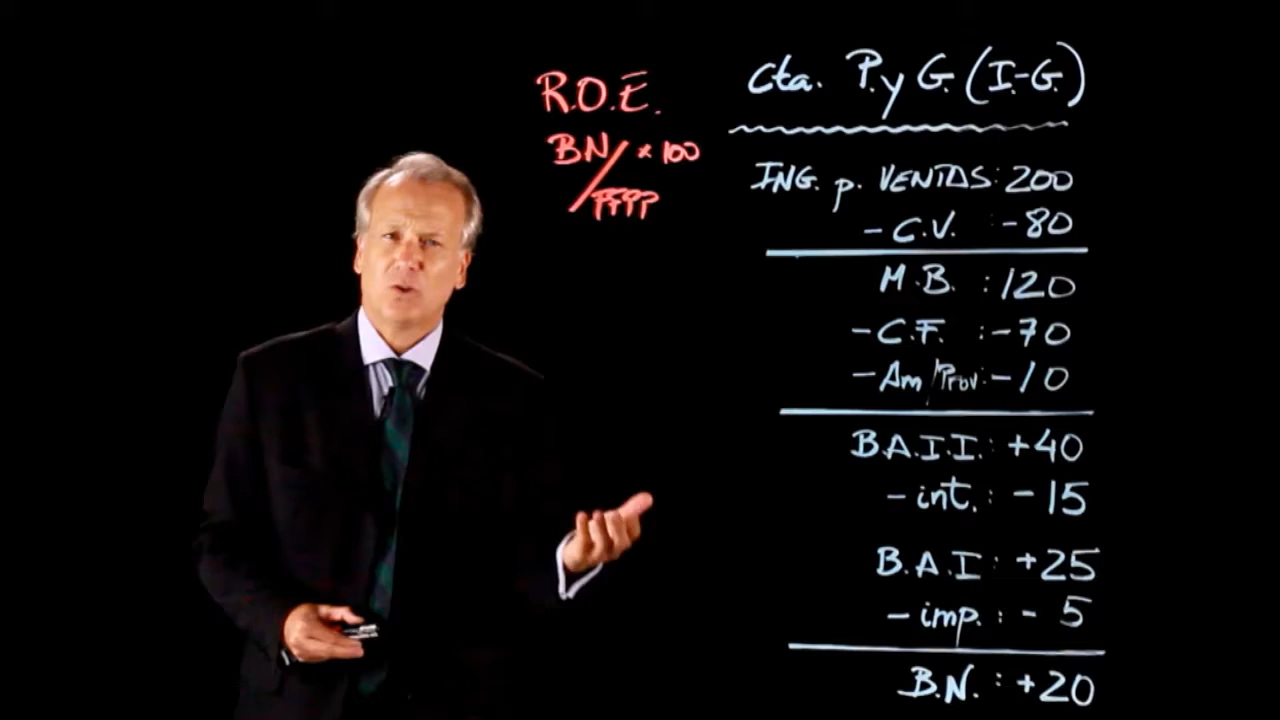 R.O.E.
BN/FFPP × 100
Cta. P. y G. (I.-G.)
ING. p. VENTAS: 200
- C.V. : -80
M.B. : 120
- C.F. : -70
- Am/Prov: -10
B.A.I.I.: +40
- int.: -15
B.A.I: +25
- imp.: - 5
B.N.: +20